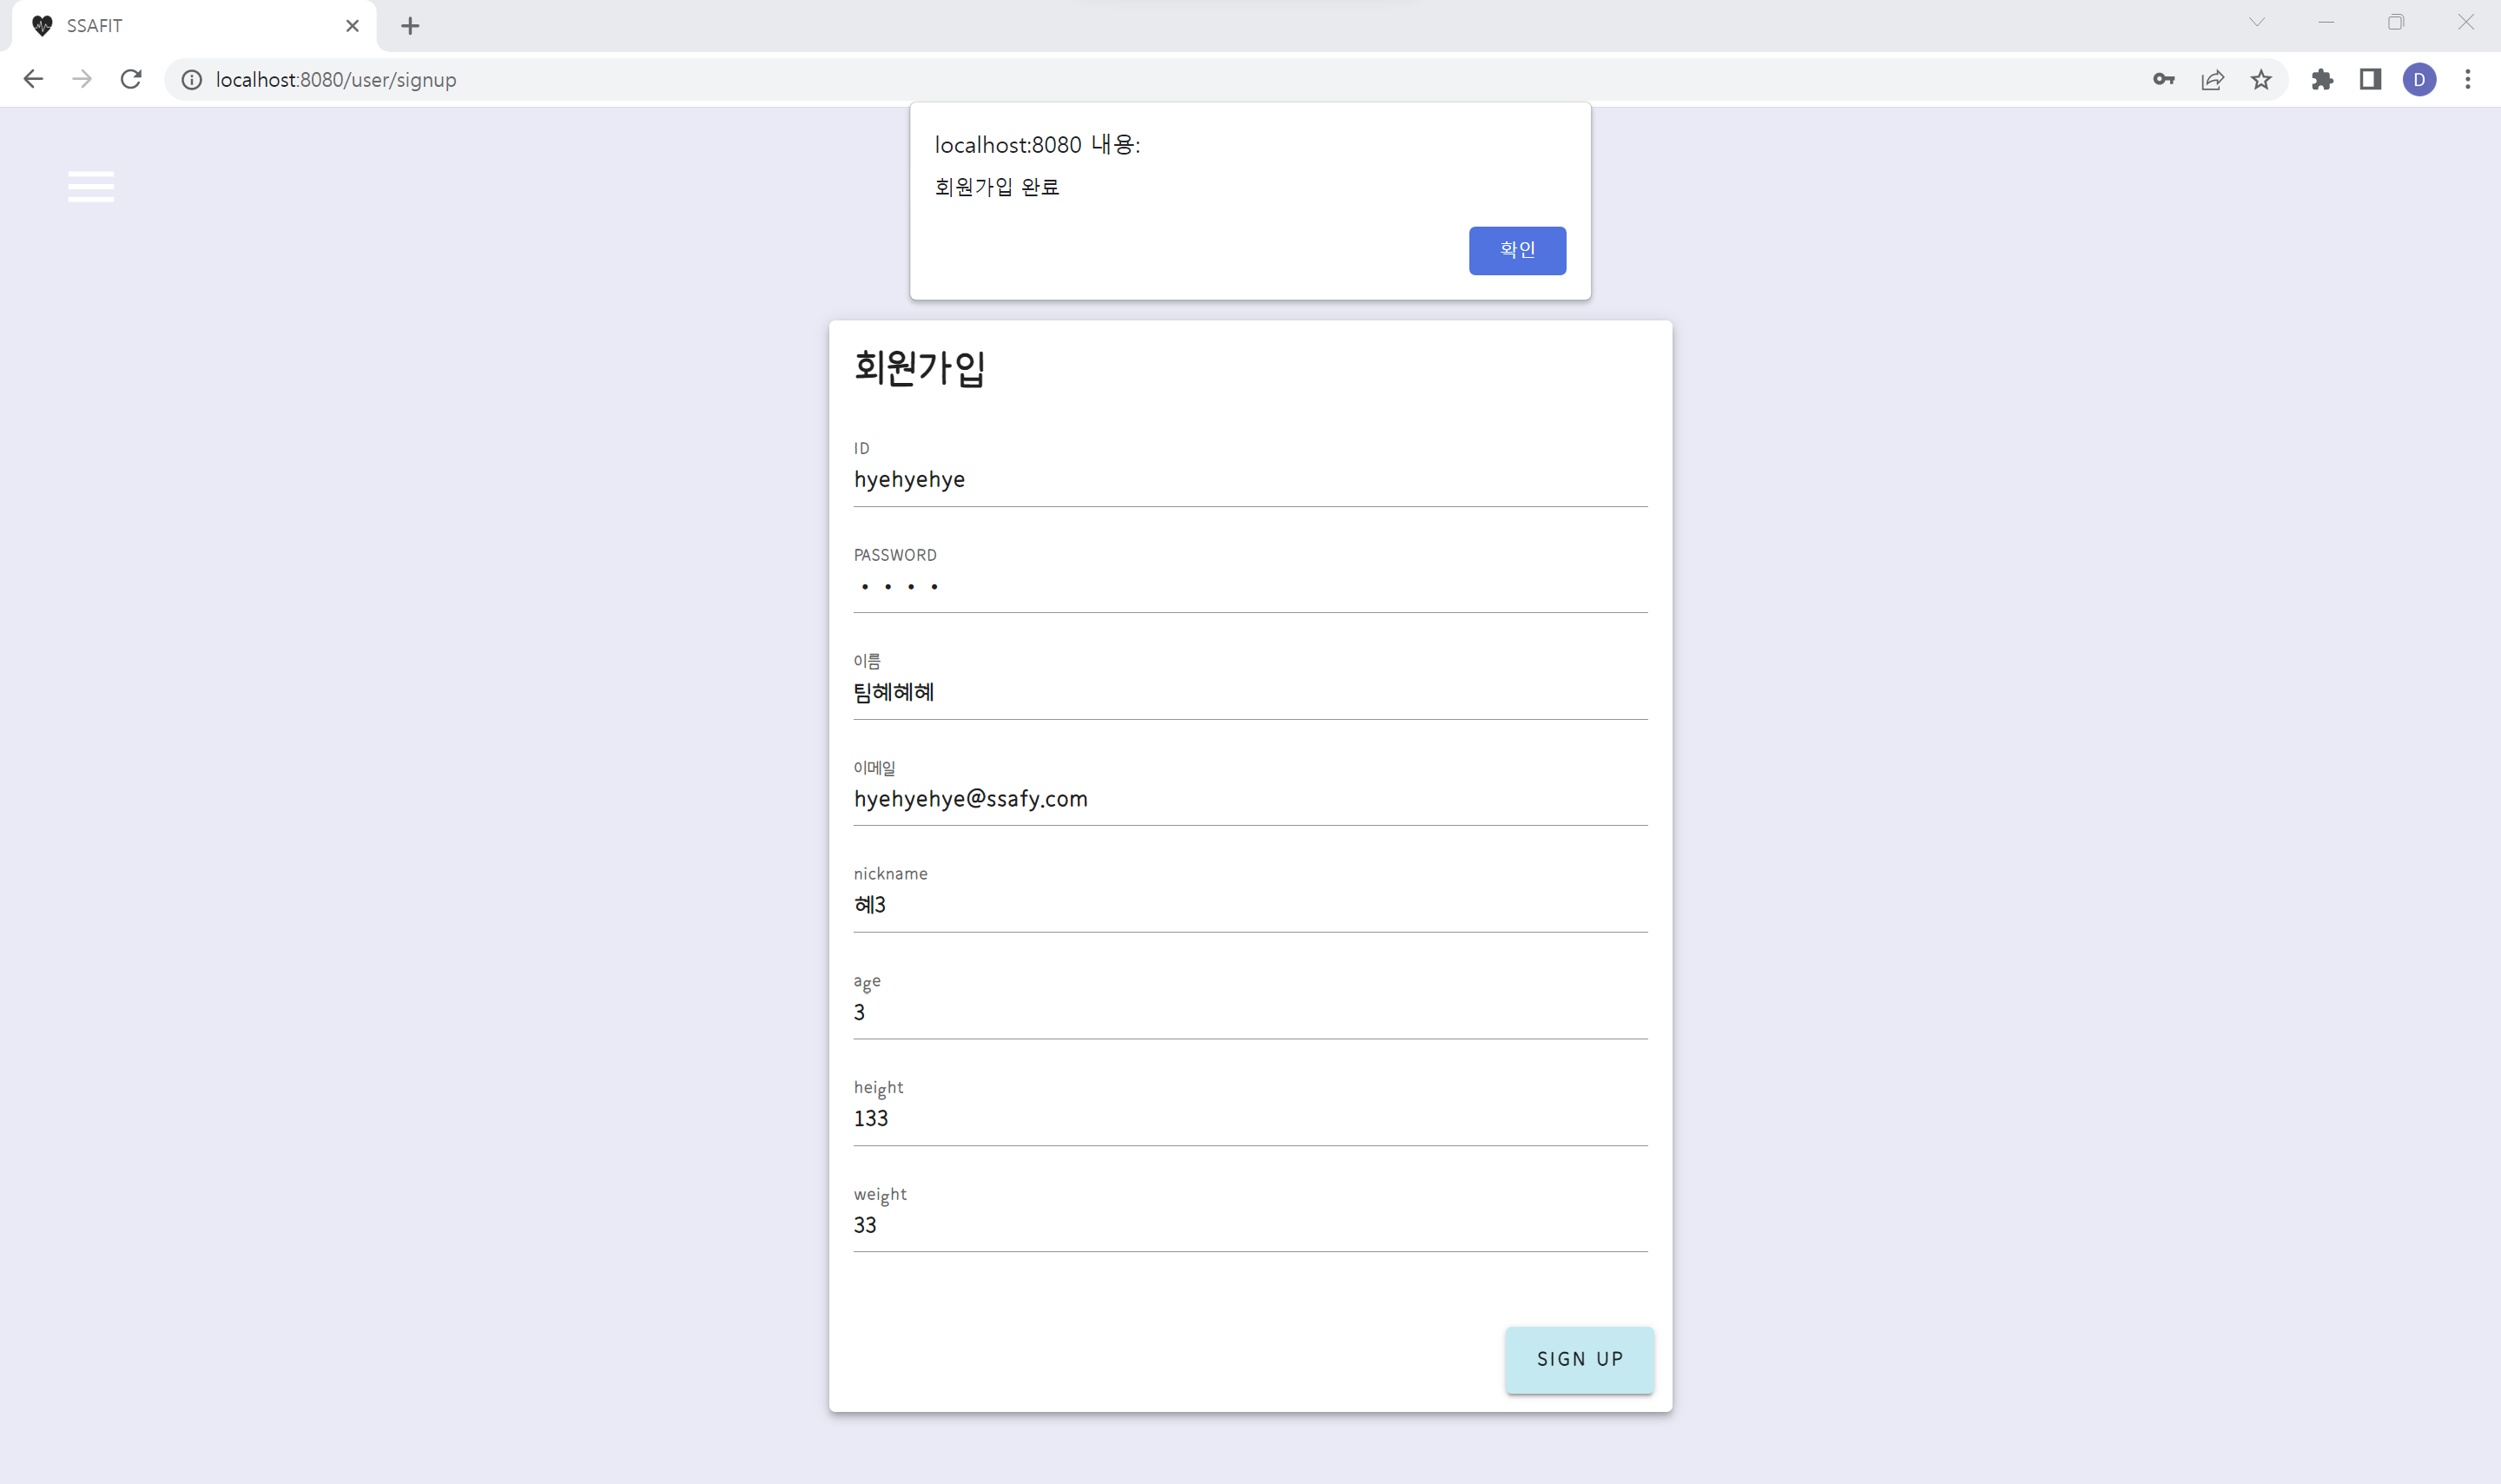 SSAFIT
localhost:8080/user/signup
D
localhost:8080 내용:
회원가입 완료
확인
회원가입
ID
hyehyehye
PASSWORD
이름
팀혜혜혜
이메일
hyehyehye@ssafy.com
nickname
혜3
age
3
height
133
weight
33
SIGN UP